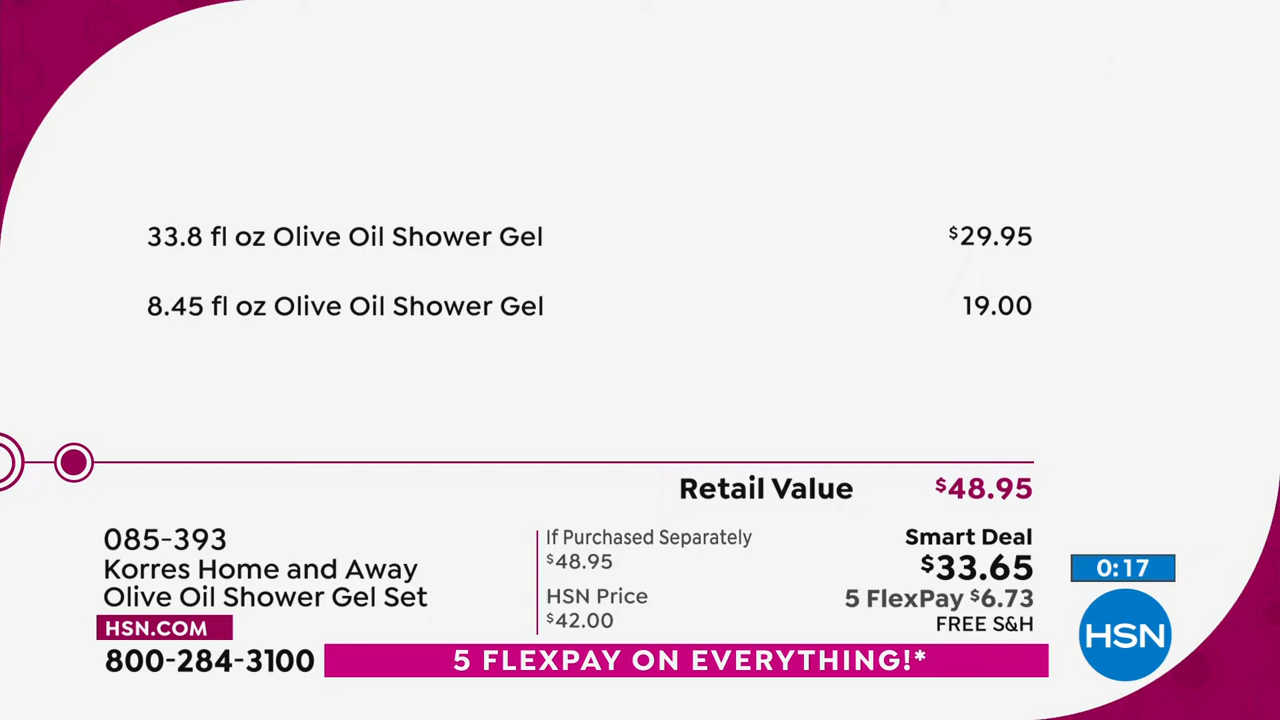 33.8 fl oz Olive Oil Shower Gel $29.95
8.45 fl oz Olive Oil Shower Gel 19.00
Retail Value $48.95
085-393
Korres Home and Away
Olive Oil Shower Gel Set
HSN.COM
800-284-3100
If Purchased Separately
$48.95
HSN Price
$42.00
Smart Deal
$33.65
5 FlexPay $6.73
FREE S&H
0:17
HSN
5 FLEXPAY ON EVERYTHING!*